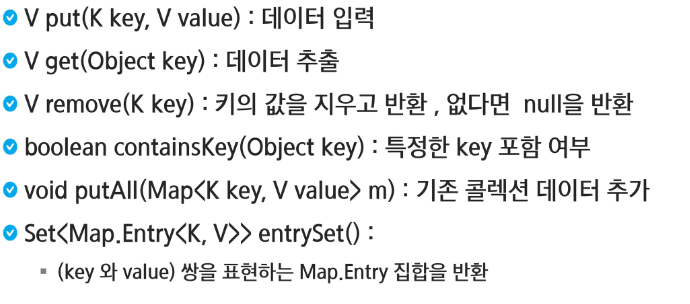 V put(K key, V value) : 데이터 입력
V get(Object key) : 데이터 추출
V remove(K key) : 키의 값을 지우고 반환 , 없다면 null을 반환
boolean containsKey(Object key) : 특정한 key 포함 여부
void putAll(Map<K key, V value> m) : 기존 콜렉션 데이터 추가
Set<Map.Entry<K, V>> entrySet() :
(key 와 value) 쌍을 표현하는 Map.Entry 집합을 반환